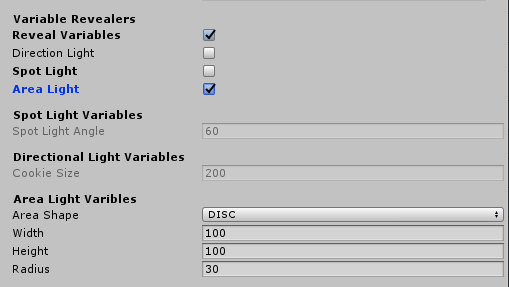 Variable Revealers
Reveal Variables
Direction Light
Spot Light
Area Light
Spot Light Variables
Spot Light Angle 60
Directional Light Variables
Cookie Size 200
Area Light Varibles
Area Shape DISC
Width 100
Height 100
Radius 30